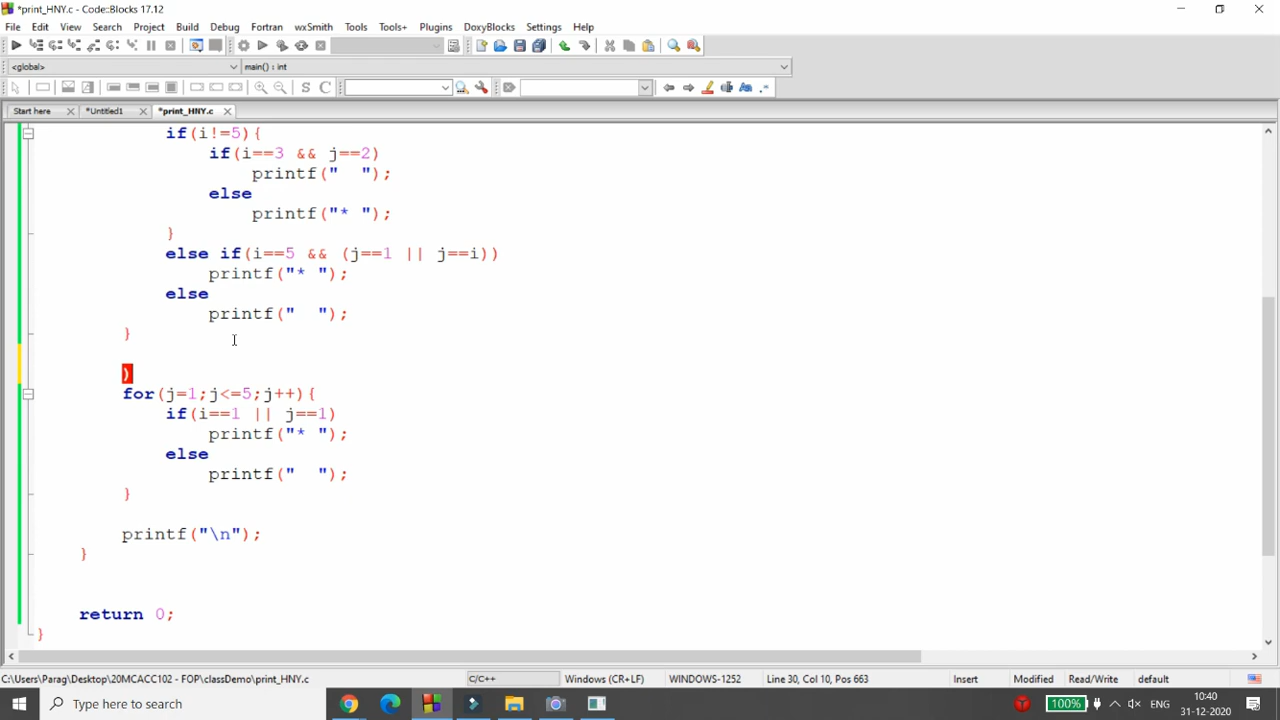 *print_HNY.c - Code::Blocks 17.12
File Edit View Search Project Build Debug Fortran wxSmith Tools Tools+ Plugins DoxyBlocks Settings Help
<global> main() : int
S C
Start here *Untitled1 *print_HNY.c
if(i!=5){
if(i==3 && j==2)
printf("  ");
else
printf("* ");
}
else if(i==5 && (j==1 || j==i))
printf("* ");
else
printf("  ");
}
)
for(j=1;j<=5;j++){
if(i==1 || j==1)
printf("* ");
else
printf("  ");
}
printf("\n");
}
return 0;
}
C:\Users\Parag\Desktop\20MCACC102 - FOP\classDemo\print_HNY.c C/C++ Windows (CR+LF) WINDOWS-1252 Line 30, Col 10, Pos 663 Insert Modified Read/Write default
Type here to search 100% ENG 10:40
31-12-2020